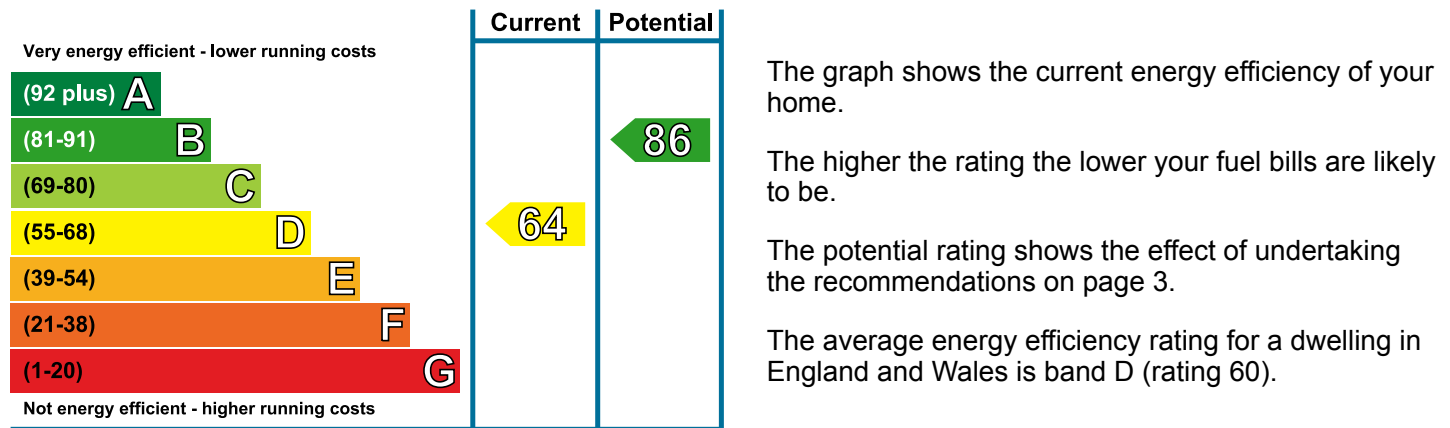 Current Potential
Very energy efficient - lower running costs
(92 plus) A
(81-91) B
86
(69-80) C
(55-68) D
64
(39-54) E
(21-38) F
(1-20) G
Not energy efficient - higher running costs
The graph shows the current energy efficiency of your
home.
The higher the rating the lower your fuel bills are likely
to be.
The potential rating shows the effect of undertaking
the recommendations on page 3.
The average energy efficiency rating for a dwelling in
England and Wales is band D (rating 60).